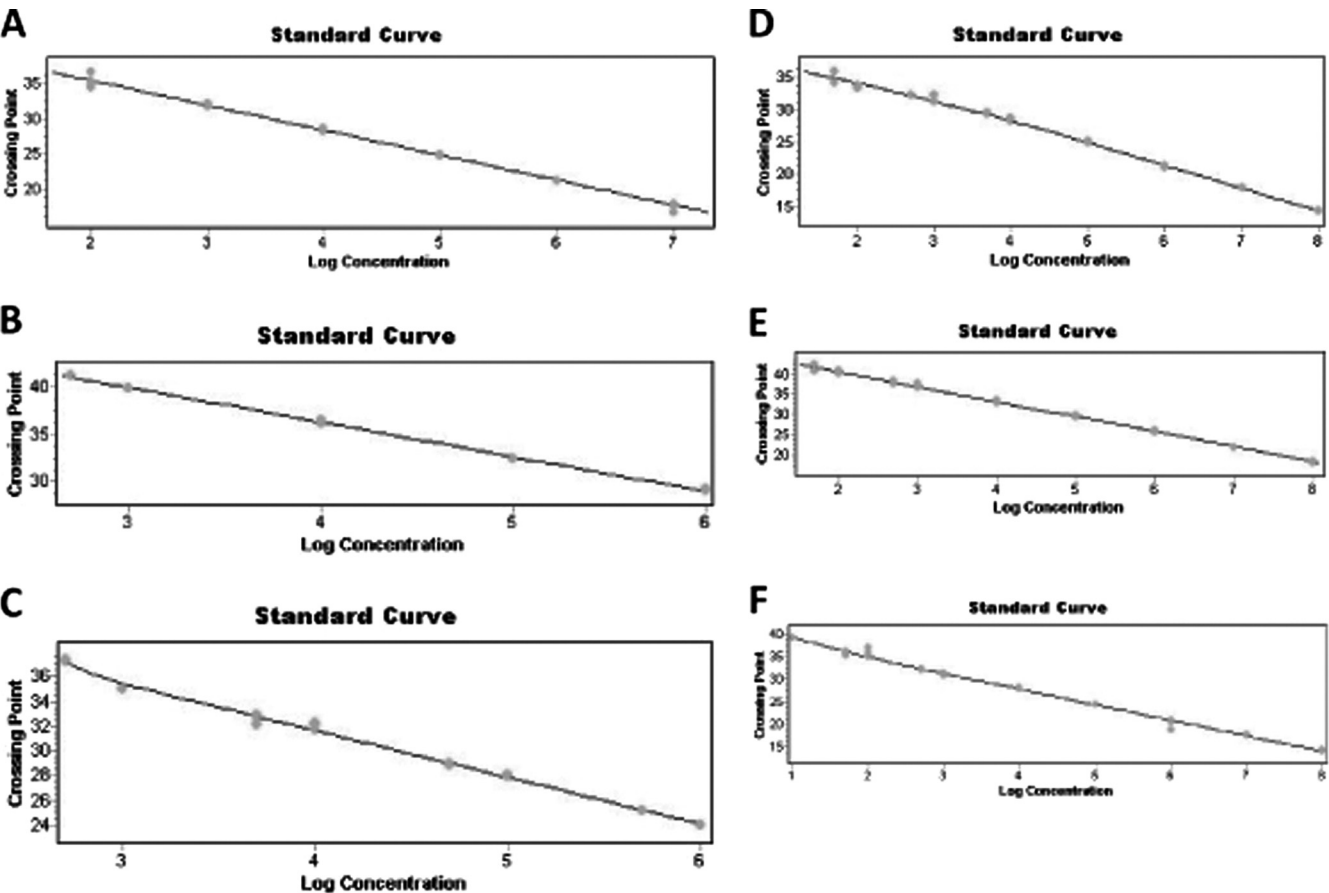 A
Standard Curve
Crossing Point
35
30
25
20
2 3 4 5 6 7
Log Concentration
B
Standard Curve
Crossing Point
40
35
30
3 4 5 6
Log Concentration
C
Standard Curve
Crossing Point
36
34
32
30
28
26
24
3 4 5 6
Log Concentration
D
Standard Curve
Crossing Point
35
30
25
20
15
2 3 4 5 6 7 8
Log Concentration
E
Standard Curve
Crossing Point
40
35
30
25
20
2 3 4 5 6 7 8
Log Concentration
F
Standard Curve
Crossing Point
40
35
30
25
20
15
1 2 3 4 5 6 7 8
Log Concentration